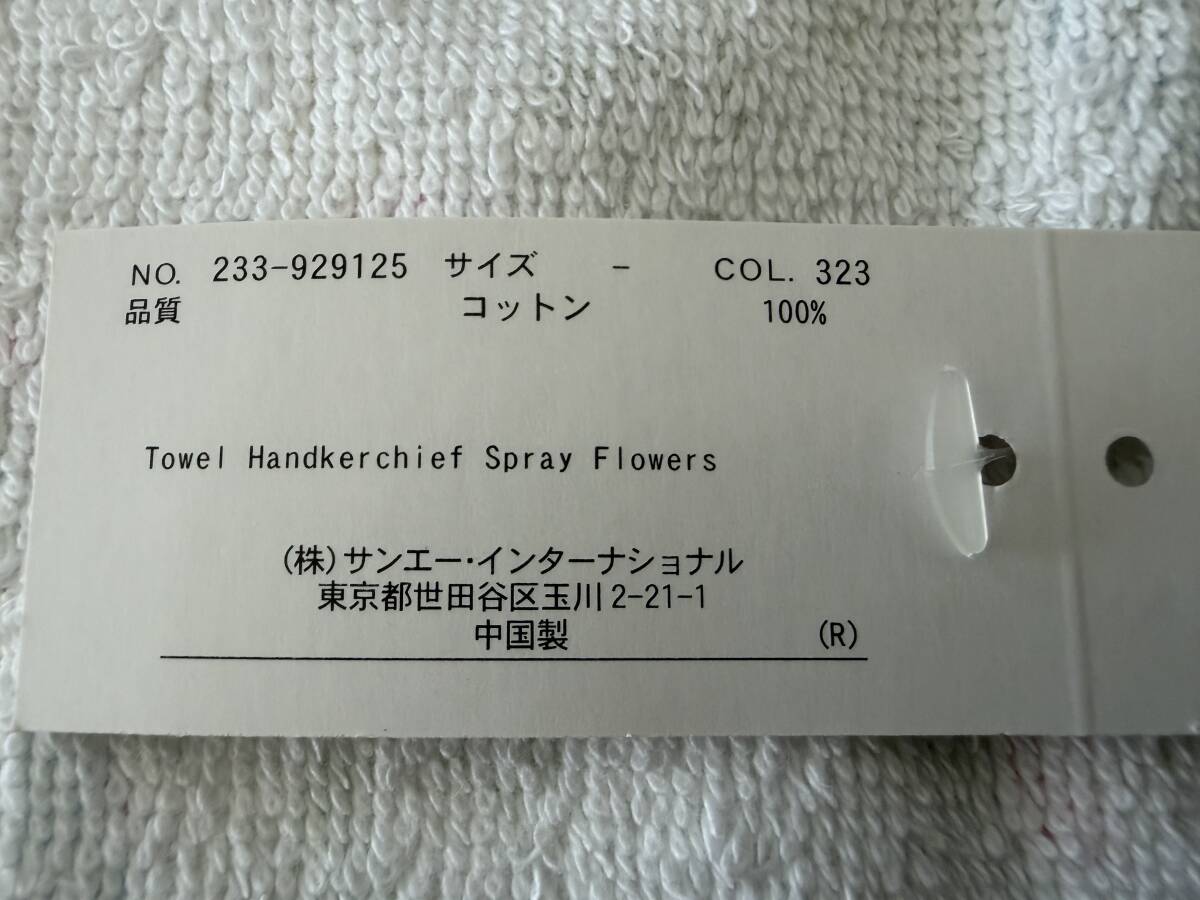 NO. 233-929125 サイズ - COL. 323
品質 コットン 100%
Towel Handkerchief Spray Flowers
(株)サンエー・インターナショナル
東京都世田谷区玉川2-21-1
中国製 (R)